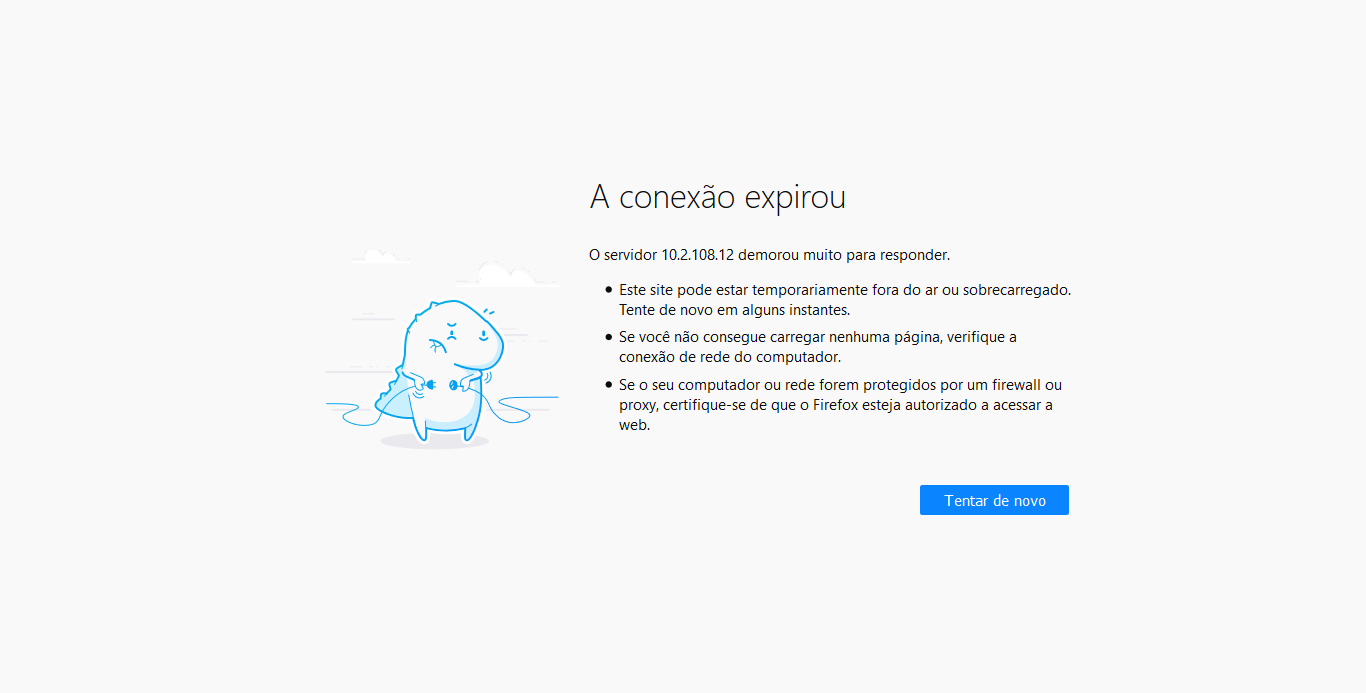 A conexão expirou
O servidor 10.2.108.12 demorou muito para responder.
• Este site pode estar temporariamente fora do ar ou sobrecarregado.
Tente de novo em alguns instantes.
• Se você não consegue carregar nenhuma página, verifique a
conexão de rede do computador.
• Se o seu computador ou rede forem protegidos por um firewall ou
proxy, certifique-se de que o Firefox esteja autorizado a acessar a
web.
Tentar de novo